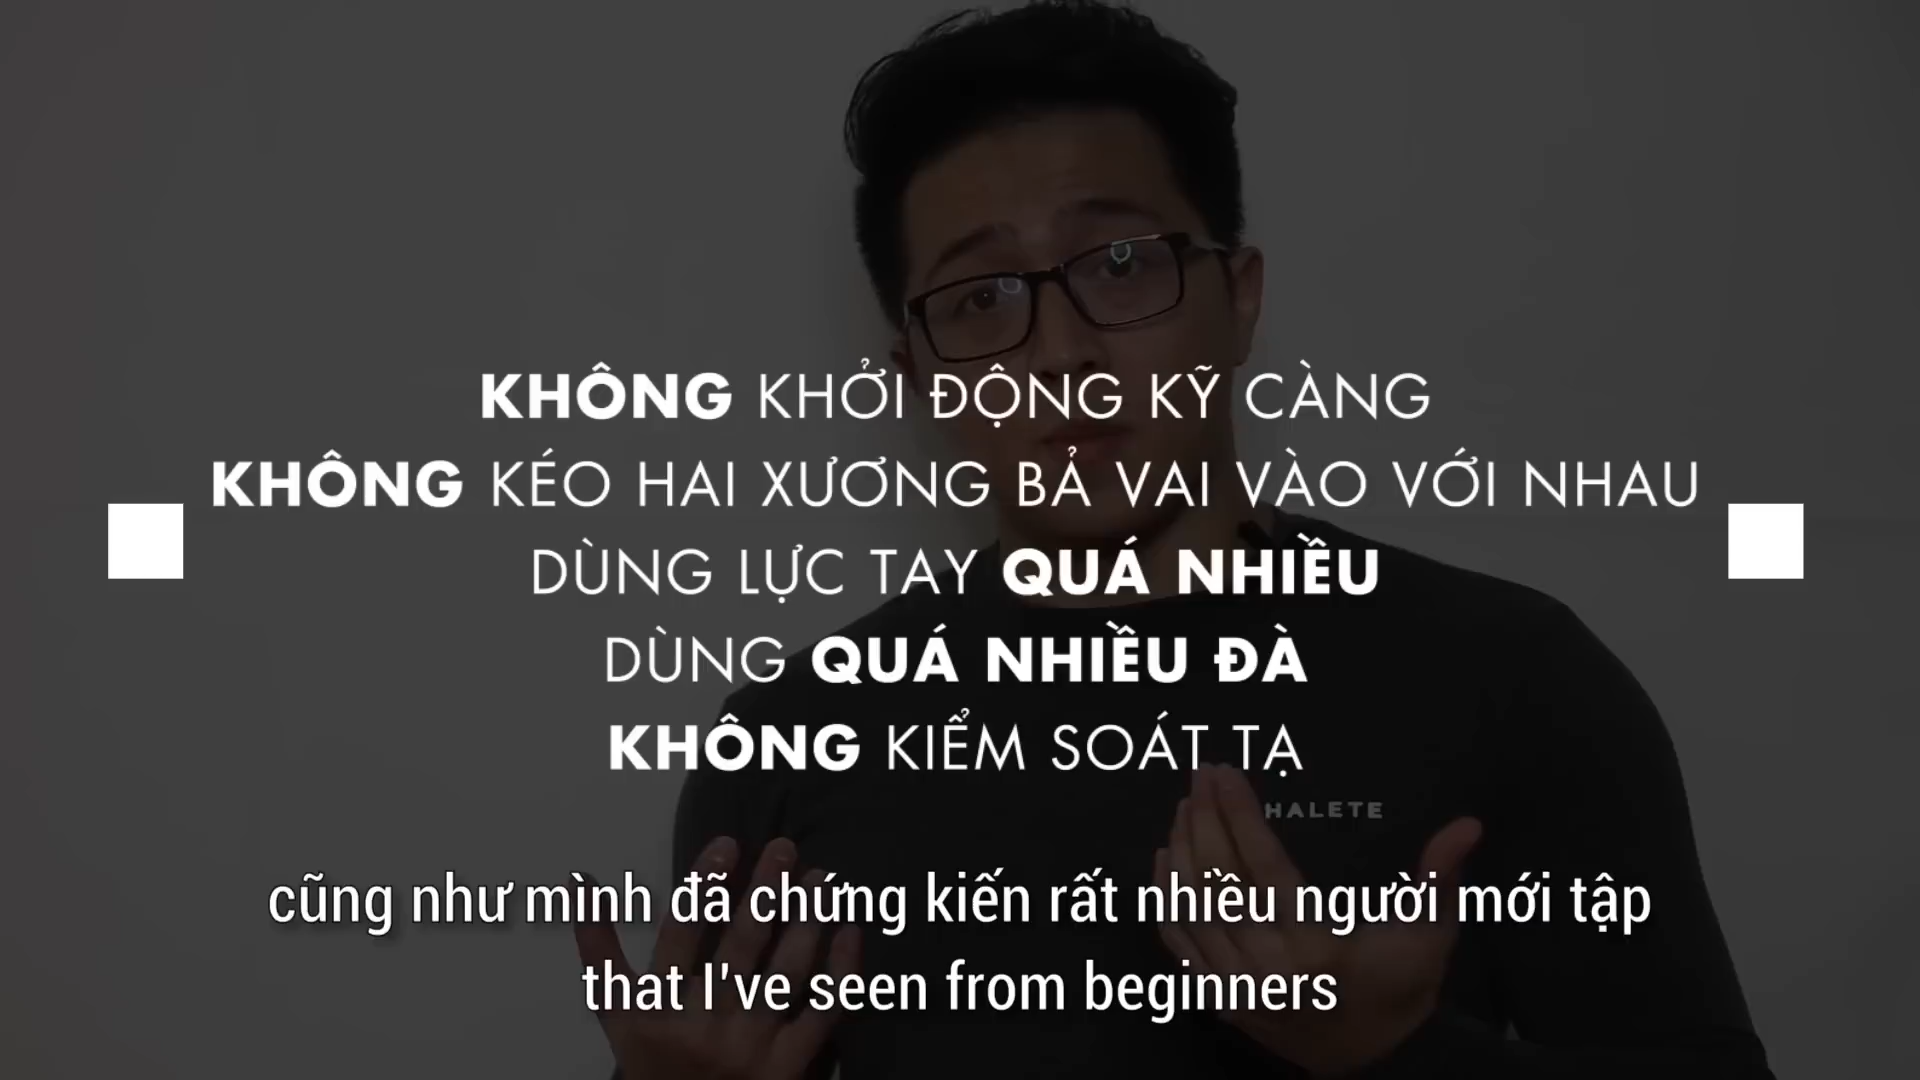 KHÔNG KHỞI ĐỘNG KỸ CÀNG
KHÔNG KÉO HAI XƯƠNG BẢ VAI VÀO VỚI NHAU
DÙNG LỰC TAY QUÁ NHIỀU
DÙNG QUÁ NHIỀU ĐÀ
KHÔNG KIỂM SOÁT TẠ
HALETE
cũng như mình đã chứng kiến rất nhiều người mới tập
that I've seen from beginners